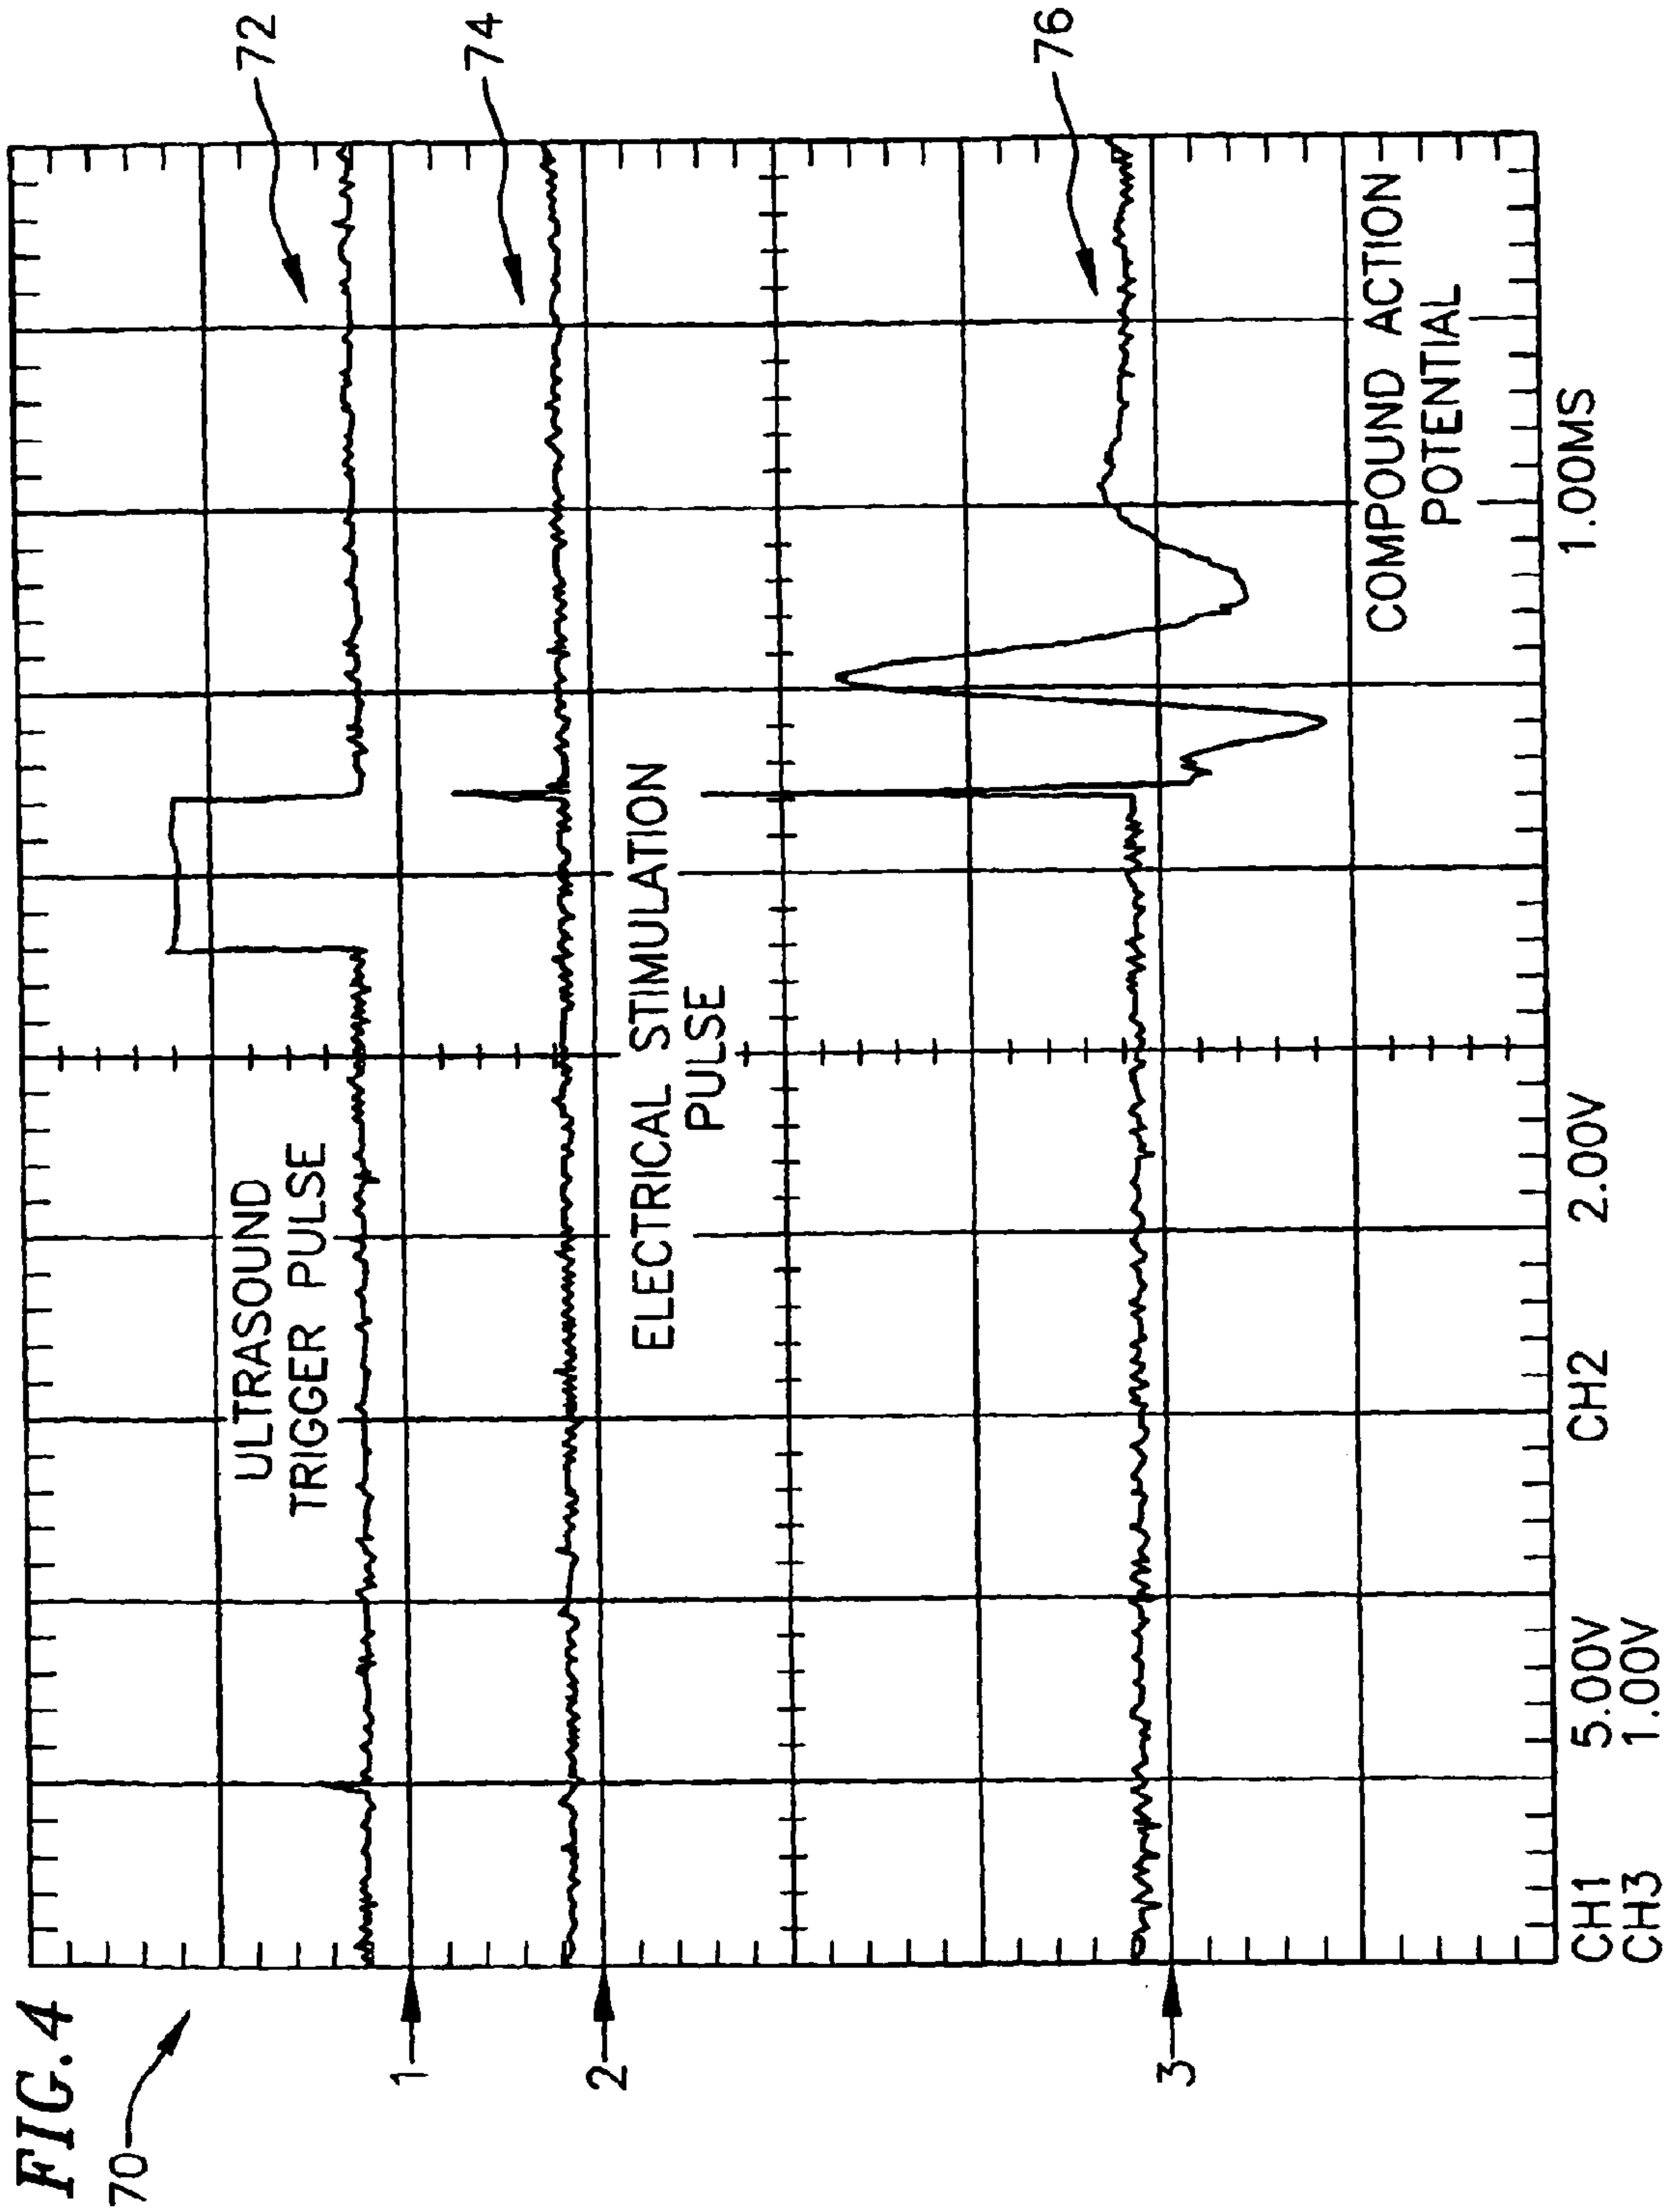 FIG.4
70
72
74
76
1
2
3
ULTRASOUND
TRIGGER PULSE
ELECTRICAL STIMULATION
PULSE
COMPOUND ACTION
POTENTIAL
CH1 5.00V CH2 2.00V 1.00MS
CH3 1.00V